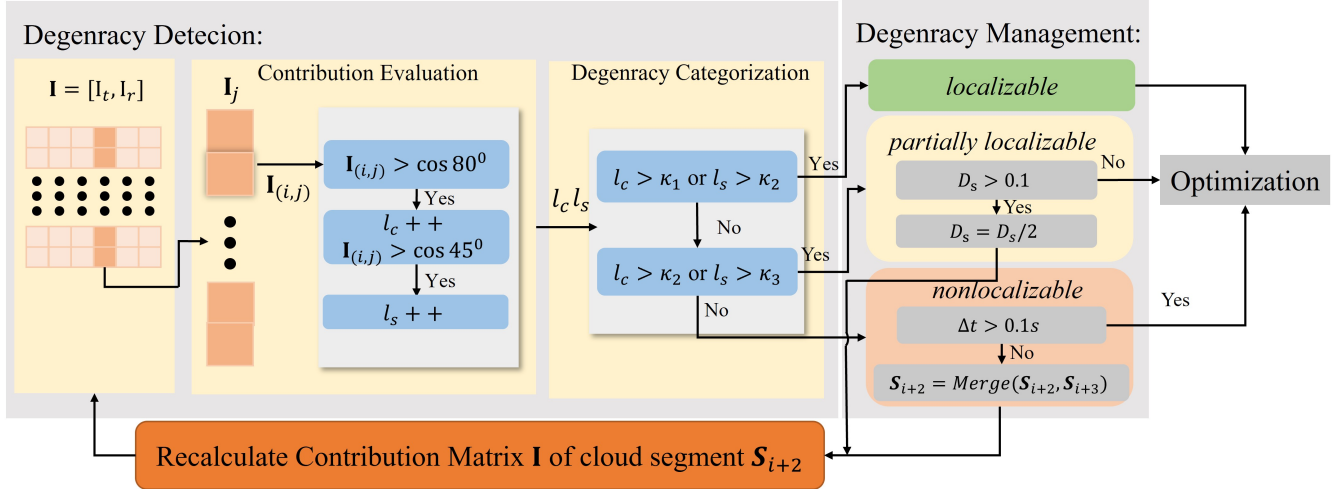 Degenracy Detecion:
I = [I_t, I_r]
Contribution Evaluation
I_j
I_(i,j)
I_(i,j) > cos 80⁰
Yes
l_c + +
I_(i,j) > cos 45⁰
Yes
l_s + +
l_c l_s
Degenracy Categorization
l_c > κ_1 or l_s > κ_2
Yes
No
l_c > κ_2 or l_s > κ_3
Yes
No
Degenracy Management:
localizable
partially localizable
D_s > 0.1
No
Yes
D_s = D_s/2
nonlocalizable
Δt > 0.1s
Yes
No
S_{i+2} = Merge(S_{i+2}, S_{i+3})
Optimization
Recalculate Contribution Matrix I of cloud segment S_{i+2}